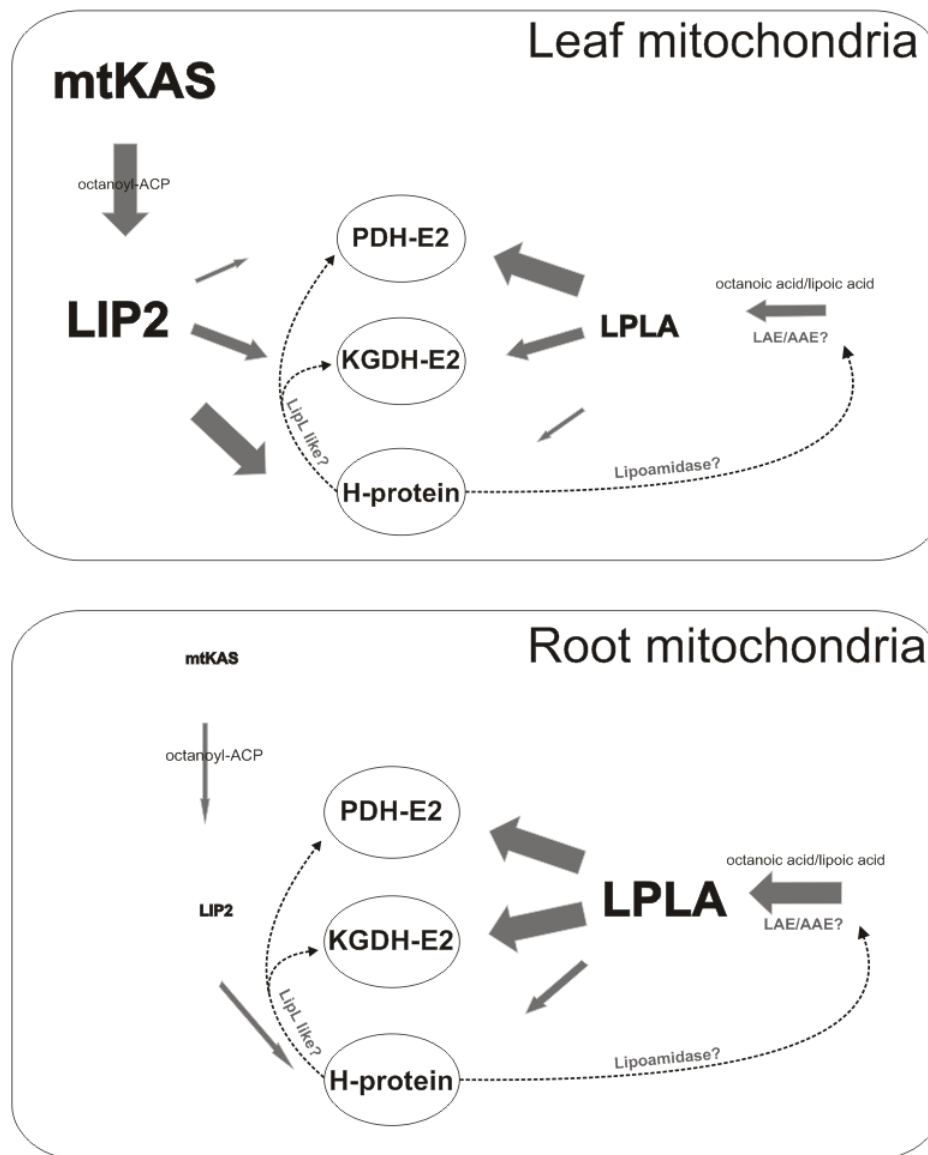 Leaf mitochondria
mtKAS
octanoyl-ACP
PDH-E2
octanoic acid/lipoic acid
LIP2
LPLA
LAE/AAE?
KGDH-E2
LipL like?
Lipoamidase?
H-protein
Root mitochondria
mtKAS
octanoyl-ACP
PDH-E2
octanoic acid/lipoic acid
LIP2
LPLA
LAE/AAE?
KGDH-E2
LipL like?
Lipoamidase?
H-protein